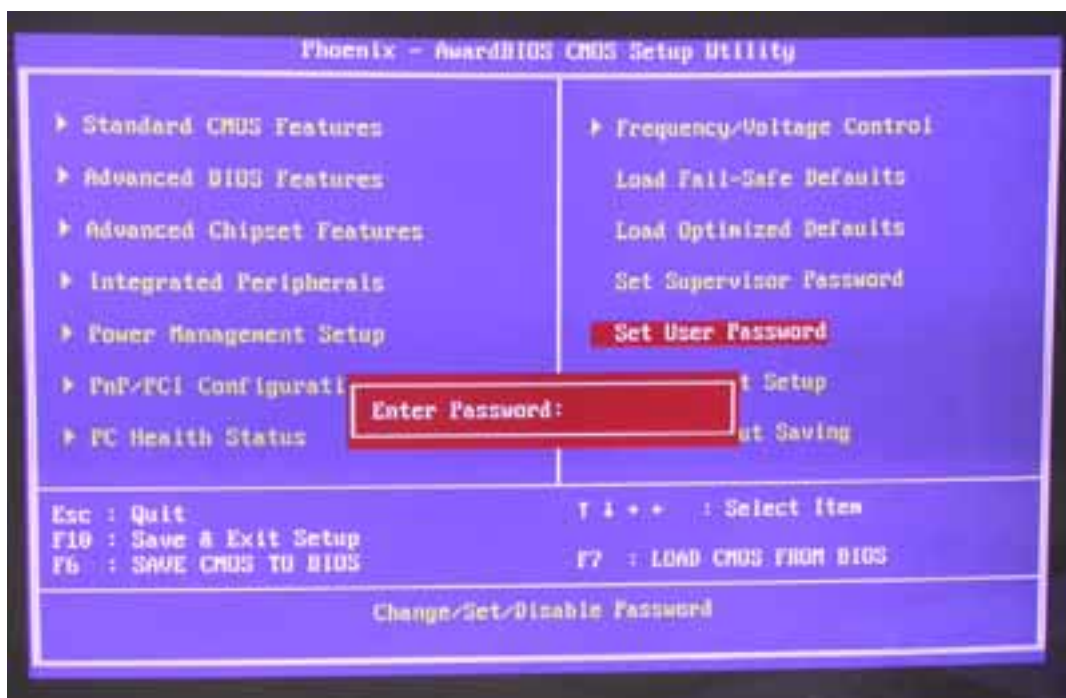 Phoenix - AwardBIOS CMOS Setup Utility
Standard CMOS Features
Advanced BIOS Features
Advanced Chipset Features
Integrated Peripherals
Power Management Setup
PnP/PCI Configurati
PC Health Status
Frequency/Voltage Control
Load Fail-Safe Defaults
Load Optimized Defaults
Set Supervisor Password
Set User Password
t Setup
ut Saving
Enter Password:
Esc : Quit
F10 : Save & Exit Setup
F6 : SAVE CMOS TO BIOS
↑ ↓ → ← : Select Item
F7 : LOAD CMOS FROM BIOS
Change/Set/Disable Password